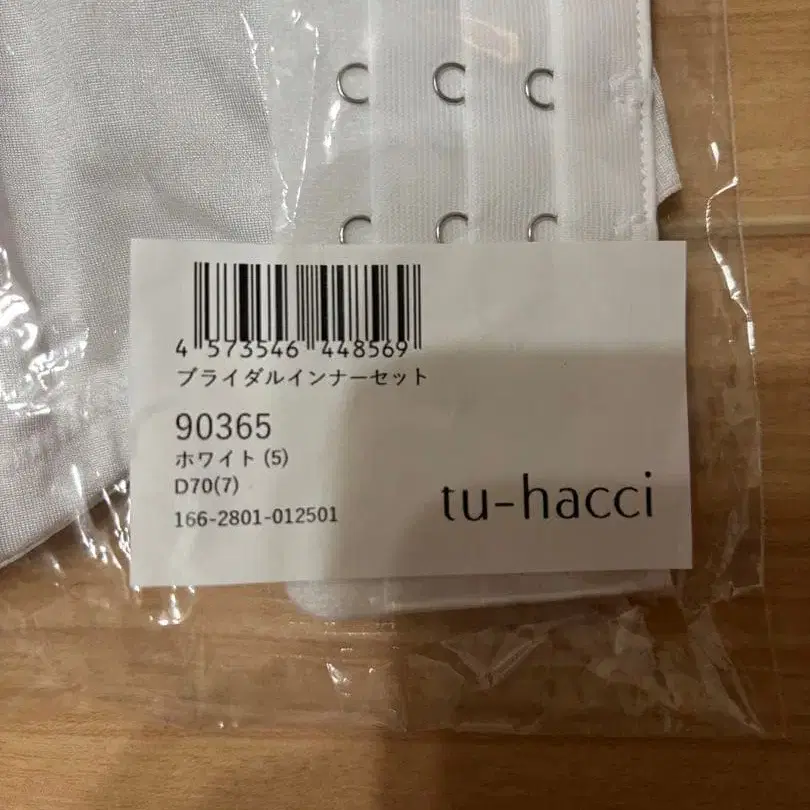 4 573546 448569
ブライダルインナーセット
90365
ホワイト (5)
D70(7)
166-2801-012501
tu-hacci